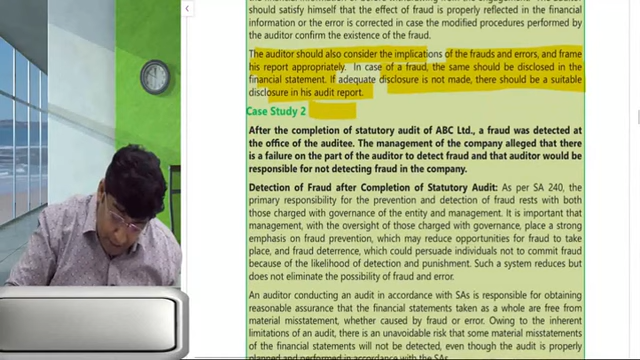 should satisfy himself that the effect of fraud is properly reflected in the financial
information or the error is corrected in case the modified procedures performed by
the auditor confirm the existence of the fraud.
The auditor should also consider the implications of the frauds and errors, and frame
his report appropriately. In case of a fraud, the same should be disclosed in the
financial statement. If adequate disclosure is not made, there should be a suitable
disclosure in his audit report.
Case Study 2
After the completion of statutory audit of ABC Ltd., a fraud was detected at
the office of the auditee. The management of the company alleged that there
is a failure on the part of the auditor to detect fraud and that auditor would be
responsible for not detecting fraud in the company.
Detection of Fraud after Completion of Statutory Audit: As per SA 240, the
primary responsibility for the prevention and detection of fraud rests with both
those charged with governance of the entity and management. It is important that
management, with the oversight of those charged with governance, place a strong
emphasis on fraud prevention, which may reduce opportunities for fraud to take
place, and fraud deterrence, which could persuade individuals not to commit fraud
because of the likelihood of detection and punishment. Such a system reduces but
does not eliminate the possibility of fraud and error.
An auditor conducting an audit in accordance with SAs is responsible for obtaining
reasonable assurance that the financial statements taken as a whole are free from
material misstatement, whether caused by fraud or error. Owing to the inherent
limitations of an audit, there is an unavoidable risk that some material misstatements
of the financial statements will not be detected, even though the audit is properly
planned and performed in accordance with the SAs.